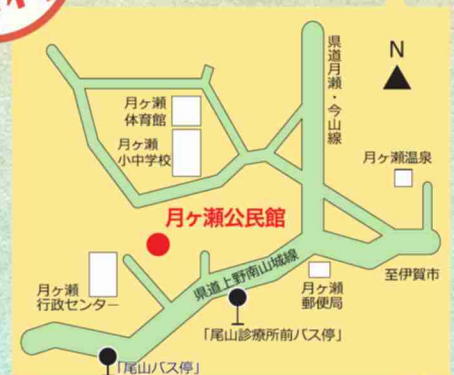 県道月瀬・今山線
N
月ヶ瀬
体育館
月ヶ瀬
小中学校
月ヶ瀬温泉
月ヶ瀬公民館
県道上野南山城線
至伊賀市
月ヶ瀬
行政センター
月ヶ瀬
郵便局
「尾山診療所前バス停」
「尾山バス停」